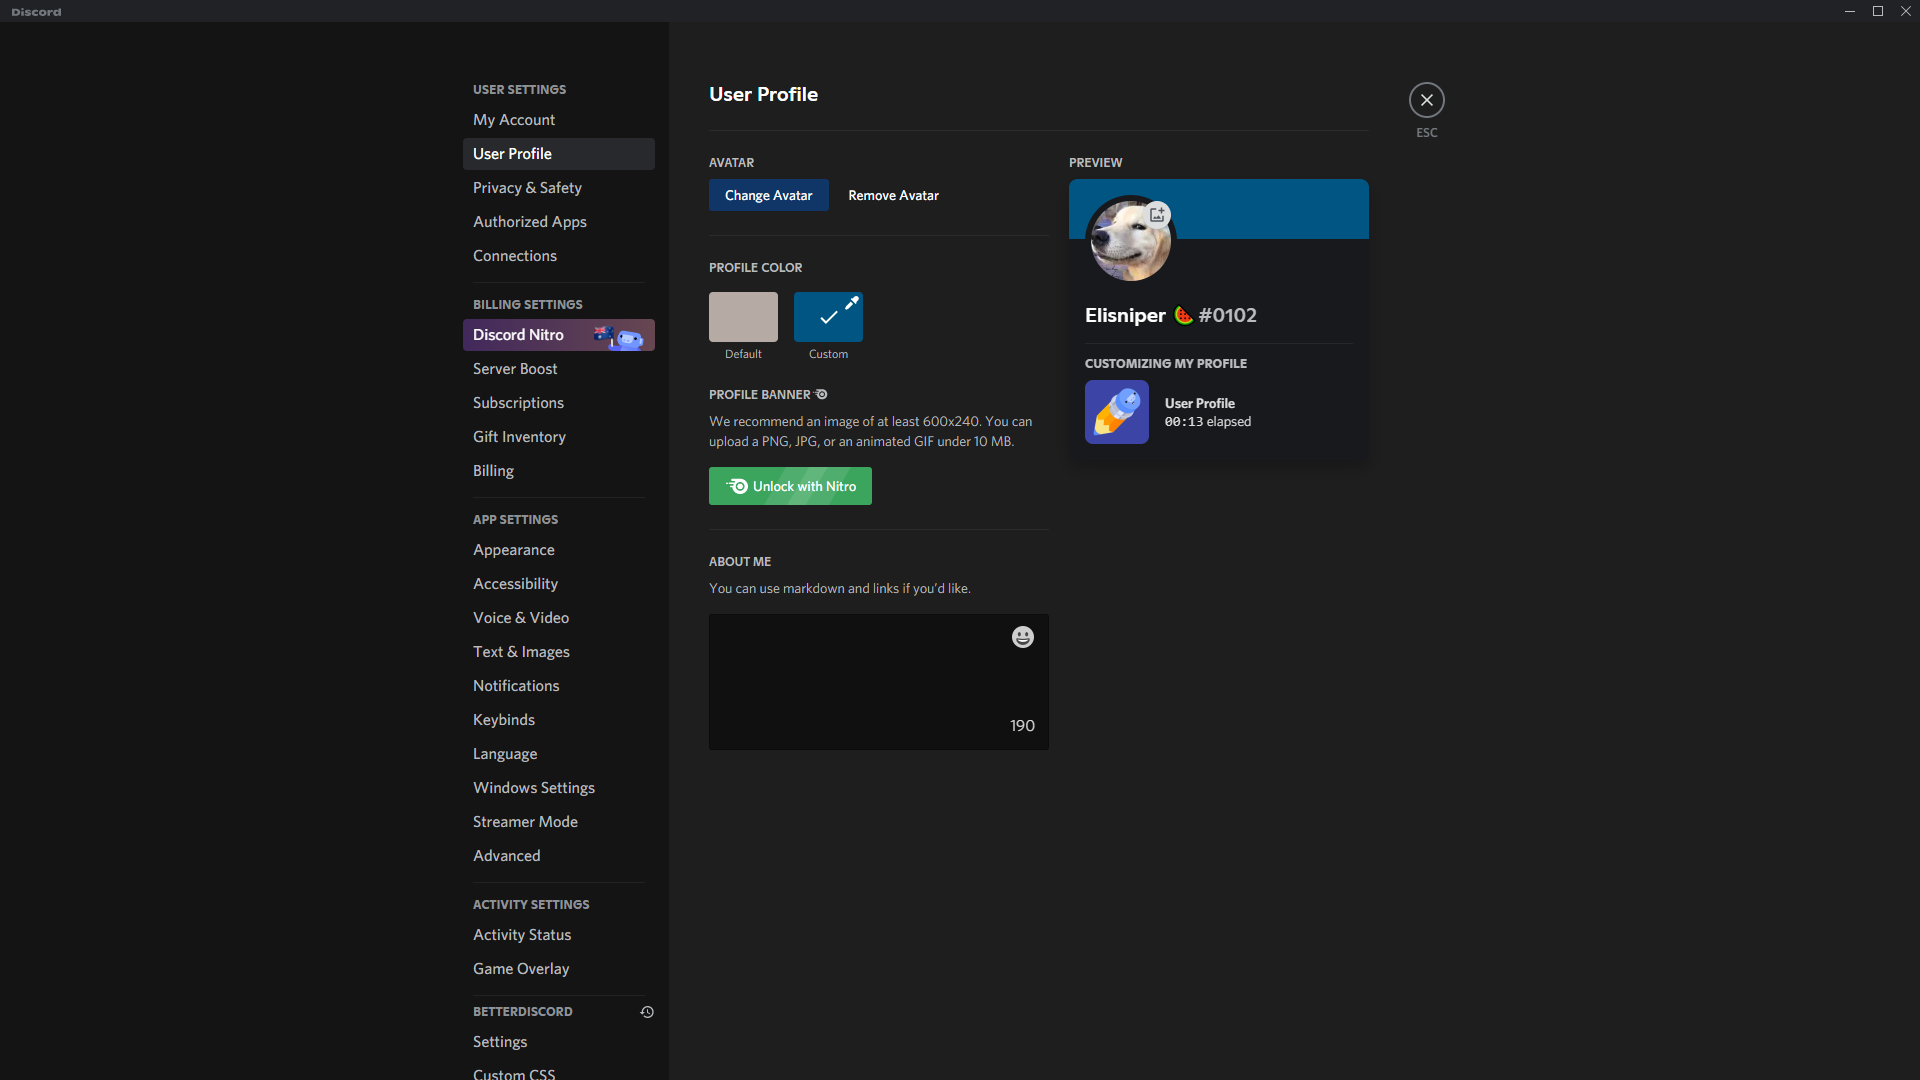 Discord
USER SETTINGS
My Account
User Profile
Privacy & Safety
Authorized Apps
Connections
BILLING SETTINGS
Discord Nitro
Server Boost
Subscriptions
Gift Inventory
Billing
APP SETTINGS
Appearance
Accessibility
Voice & Video
Text & Images
Notifications
Keybinds
Language
Windows Settings
Streamer Mode
Advanced
ACTIVITY SETTINGS
Activity Status
Game Overlay
BETTERDISCORD
Settings
Custom CSS
User Profile
AVATAR
Change Avatar
Remove Avatar
PROFILE COLOR
Default
Custom
PROFILE BANNER
We recommend an image of at least 600x240. You can
upload a PNG, JPG, or an animated GIF under 10 MB.
Unlock with Nitro
ABOUT ME
You can use markdown and links if you’d like.
190
PREVIEW
Elisniper 🍉 #0102
CUSTOMIZING MY PROFILE
User Profile
00:13 elapsed
ESC